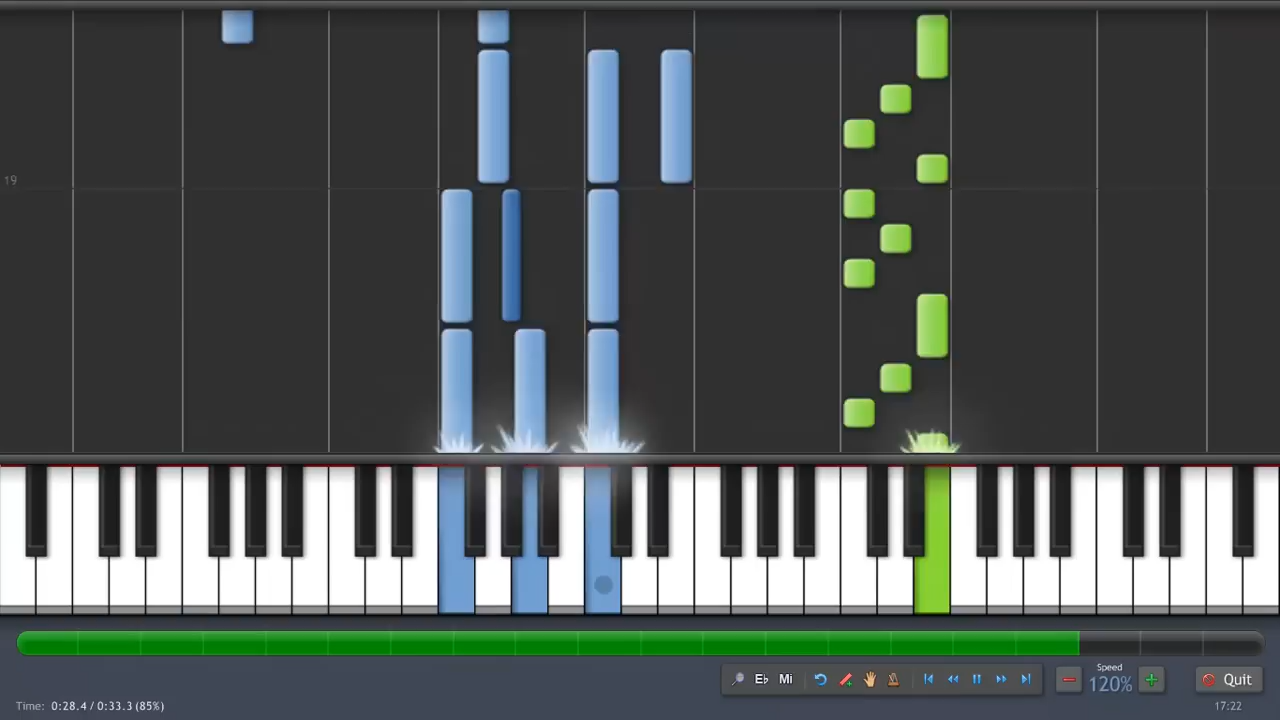 19
Speed
E♭ Mi
120%
Quit
Time: 0:28.4 / 0:33.3 (85%)
17:22